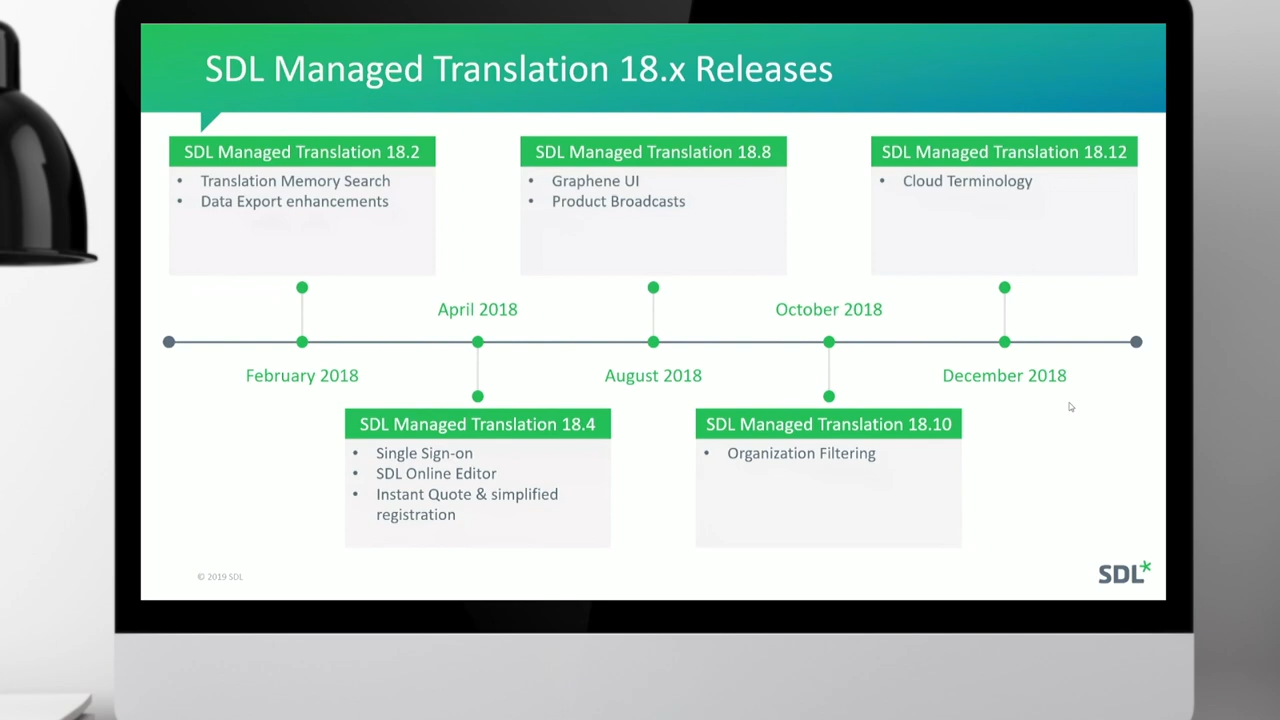 SDL Managed Translation 18.x Releases
SDL Managed Translation 18.2
• Translation Memory Search
• Data Export enhancements
SDL Managed Translation 18.8
• Graphene UI
• Product Broadcasts
SDL Managed Translation 18.12
• Cloud Terminology
April 2018
October 2018
February 2018
August 2018
December 2018
SDL Managed Translation 18.4
• Single Sign-on
• SDL Online Editor
• Instant Quote & simplified
registration
SDL Managed Translation 18.10
• Organization Filtering
© 2019 SDL
SDL*